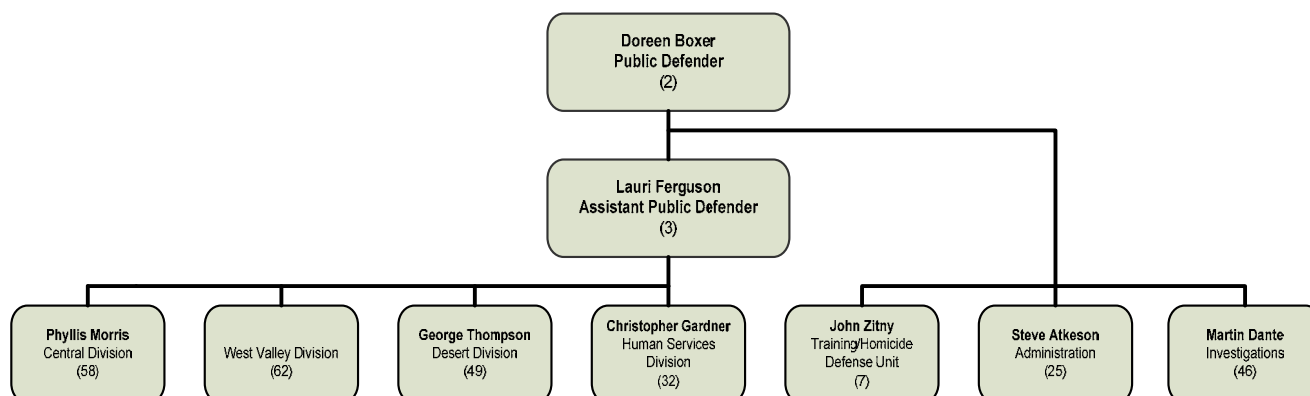 Doreen Boxer
Public Defender
(2)
Lauri Ferguson
Assistant Public Defender
(3)
Phyllis Morris
Central Division
(58)
West Valley Division
(62)
George Thompson
Desert Division
(49)
Christopher Gardner
Human Services
Division
(32)
John Zitny
Training/Homicide
Defense Unit
(7)
Steve Atkeson
Administration
(25)
Martin Dante
Investigations
(46)